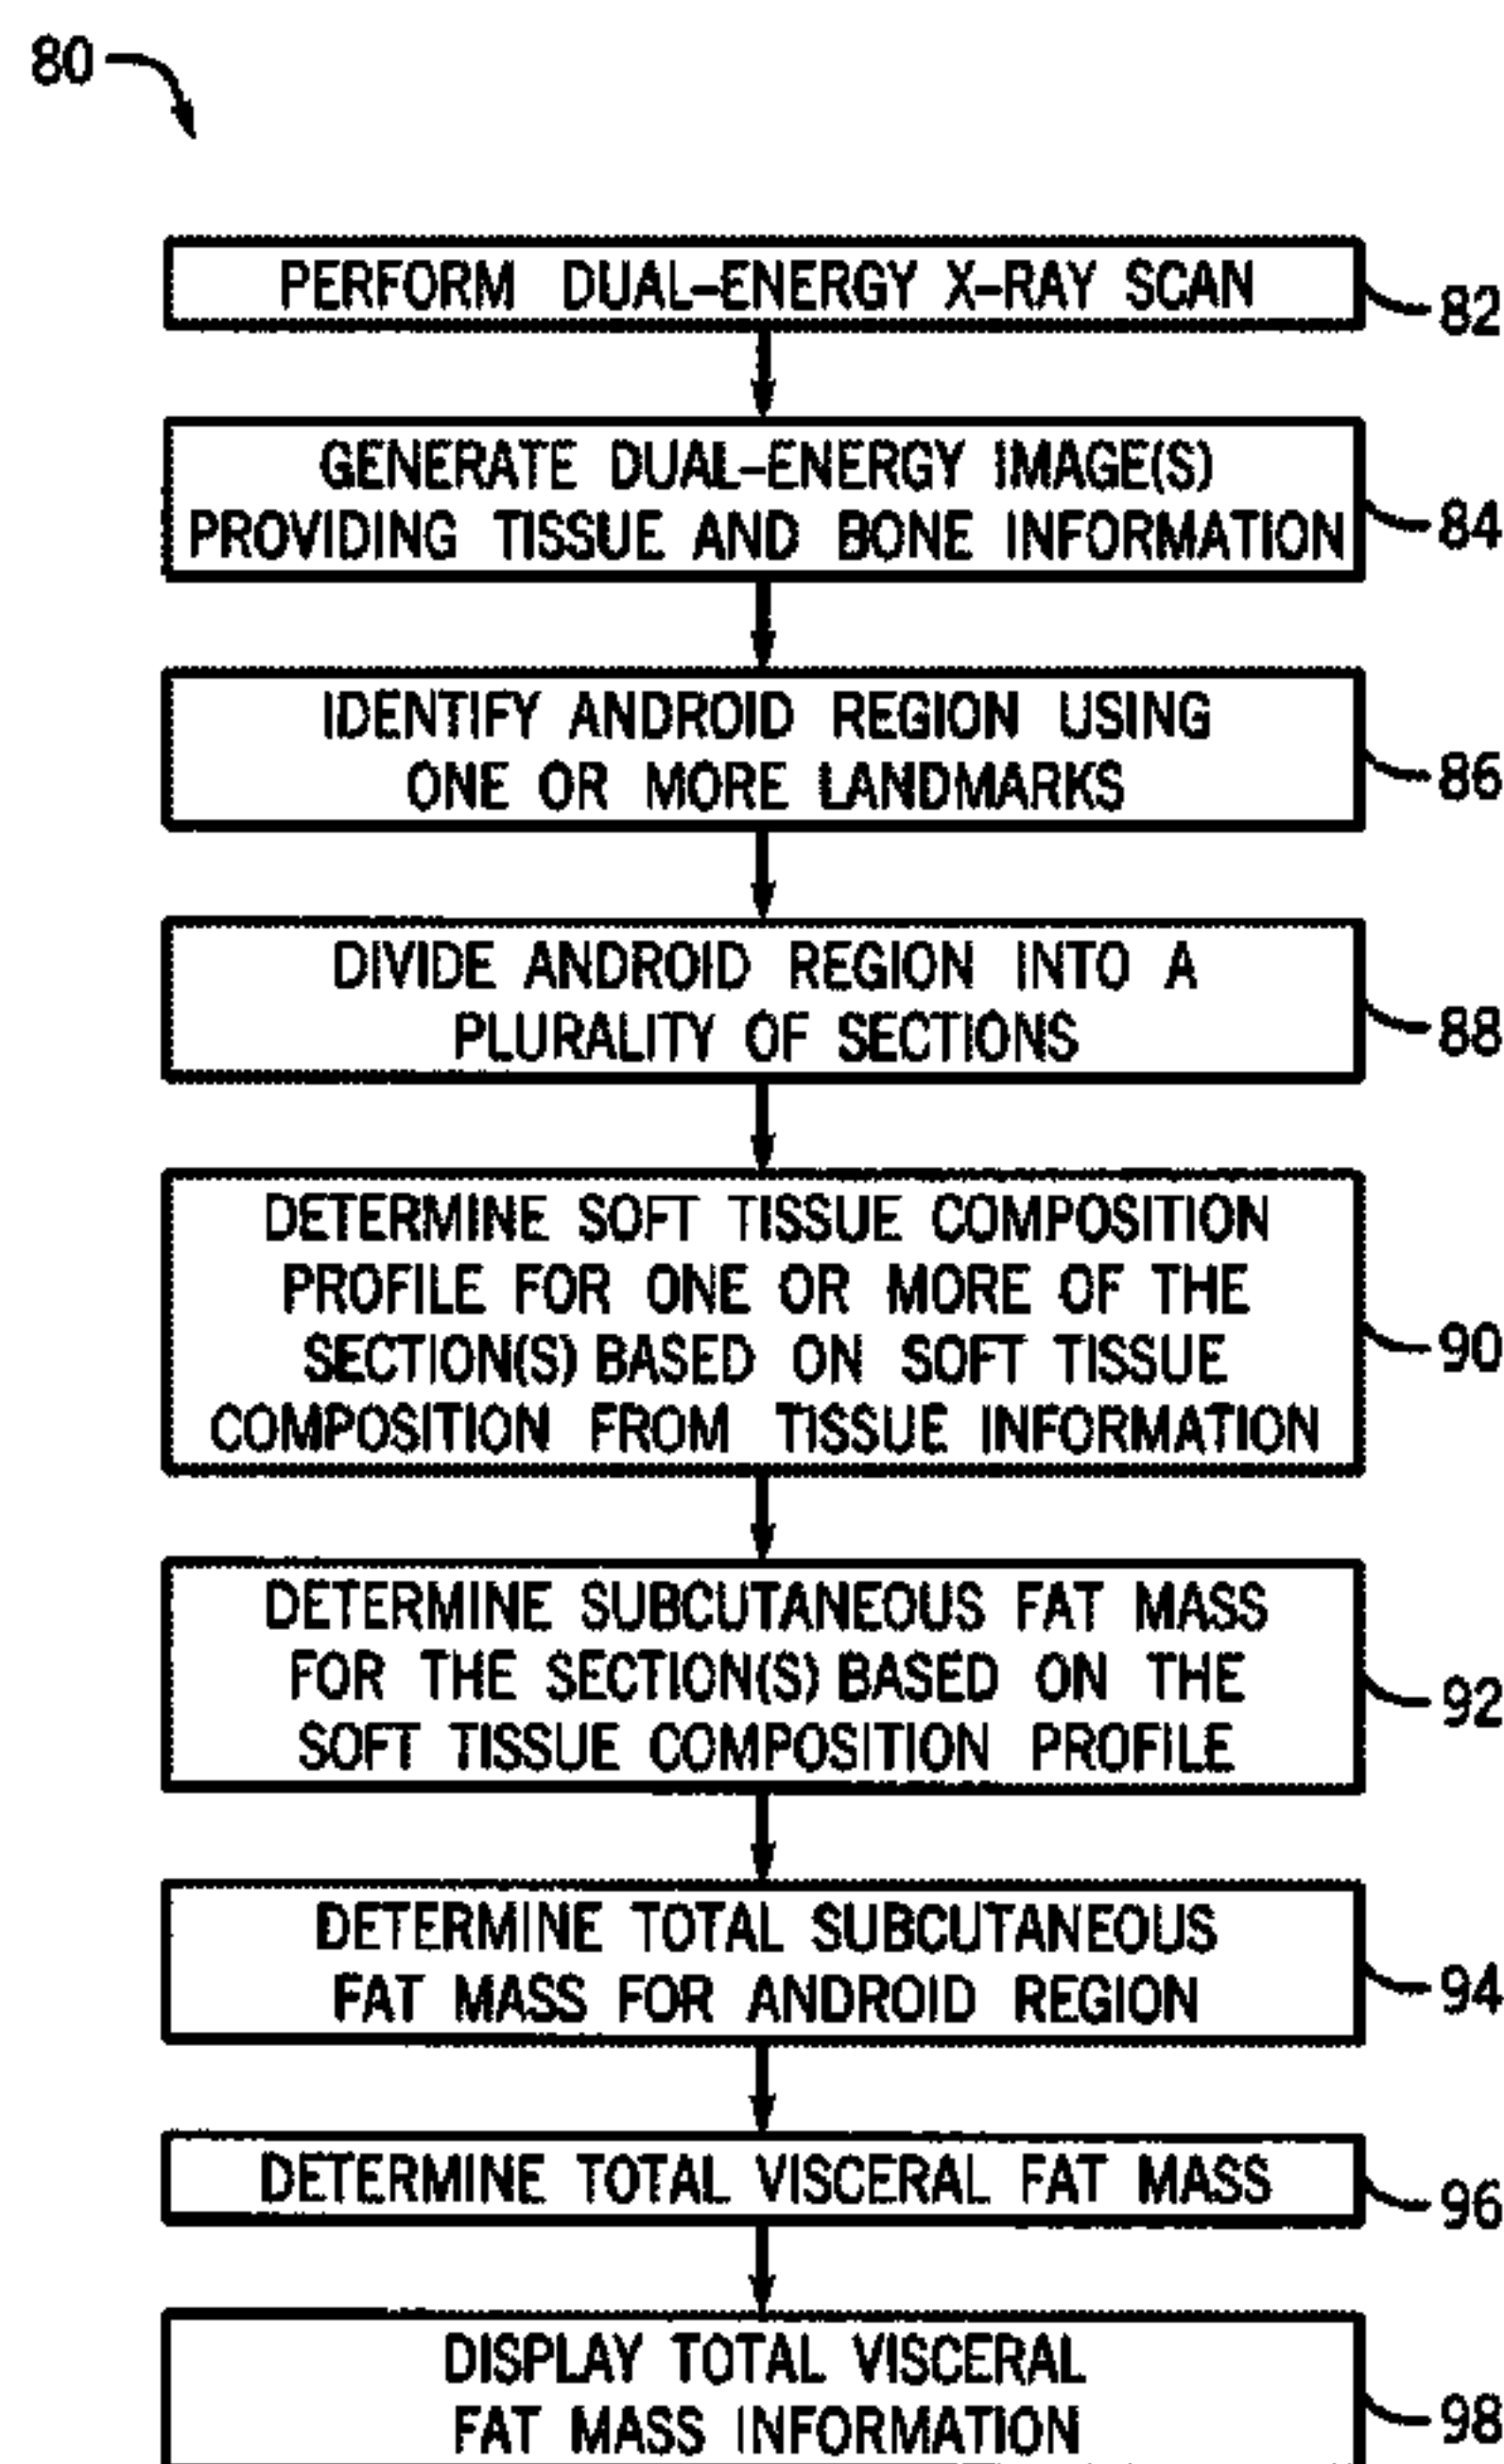 80
PERFORM DUAL-ENERGY X-RAY SCAN
82
GENERATE DUAL-ENERGY IMAGE(S)
PROVIDING TISSUE AND BONE INFORMATION
84
IDENTIFY ANDROID REGION USING
ONE OR MORE LANDMARKS
86
DIVIDE ANDROID REGION INTO A
PLURALITY OF SECTIONS
88
DETERMINE SOFT TISSUE COMPOSITION
PROFILE FOR ONE OR MORE OF THE
SECTION(S) BASED ON SOFT TISSUE
COMPOSITION FROM TISSUE INFORMATION
90
DETERMINE SUBCUTANEOUS FAT MASS
FOR THE SECTION(S) BASED ON THE
SOFT TISSUE COMPOSITION PROFILE
92
DETERMINE TOTAL SUBCUTANEOUS
FAT MASS FOR ANDROID REGION
94
DETERMINE TOTAL VISCERAL FAT MASS
96
DISPLAY TOTAL VISCERAL
FAT MASS INFORMATION
98